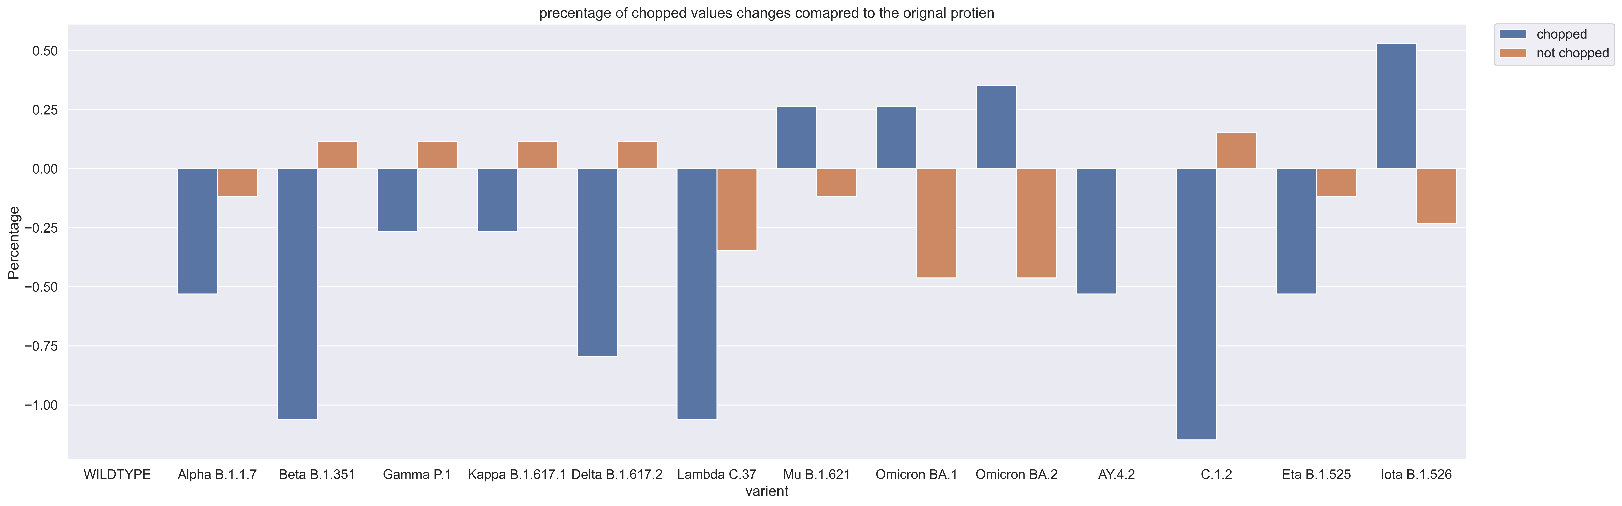 precentage of chopped values changes comapred to the orignal protien
chopped
not chopped
Percentage
0.50
0.25
0.00
−0.25
−0.50
−0.75
−1.00
WILDTYPE Alpha B.1.1.7 Beta B.1.351 Gamma P.1 Kappa B.1.617.1 Delta B.1.617.2 Lambda C.37 Mu B.1.621 Omicron BA.1 Omicron BA.2 AY.4.2 C.1.2 Eta B.1.525 Iota B.1.526
varient